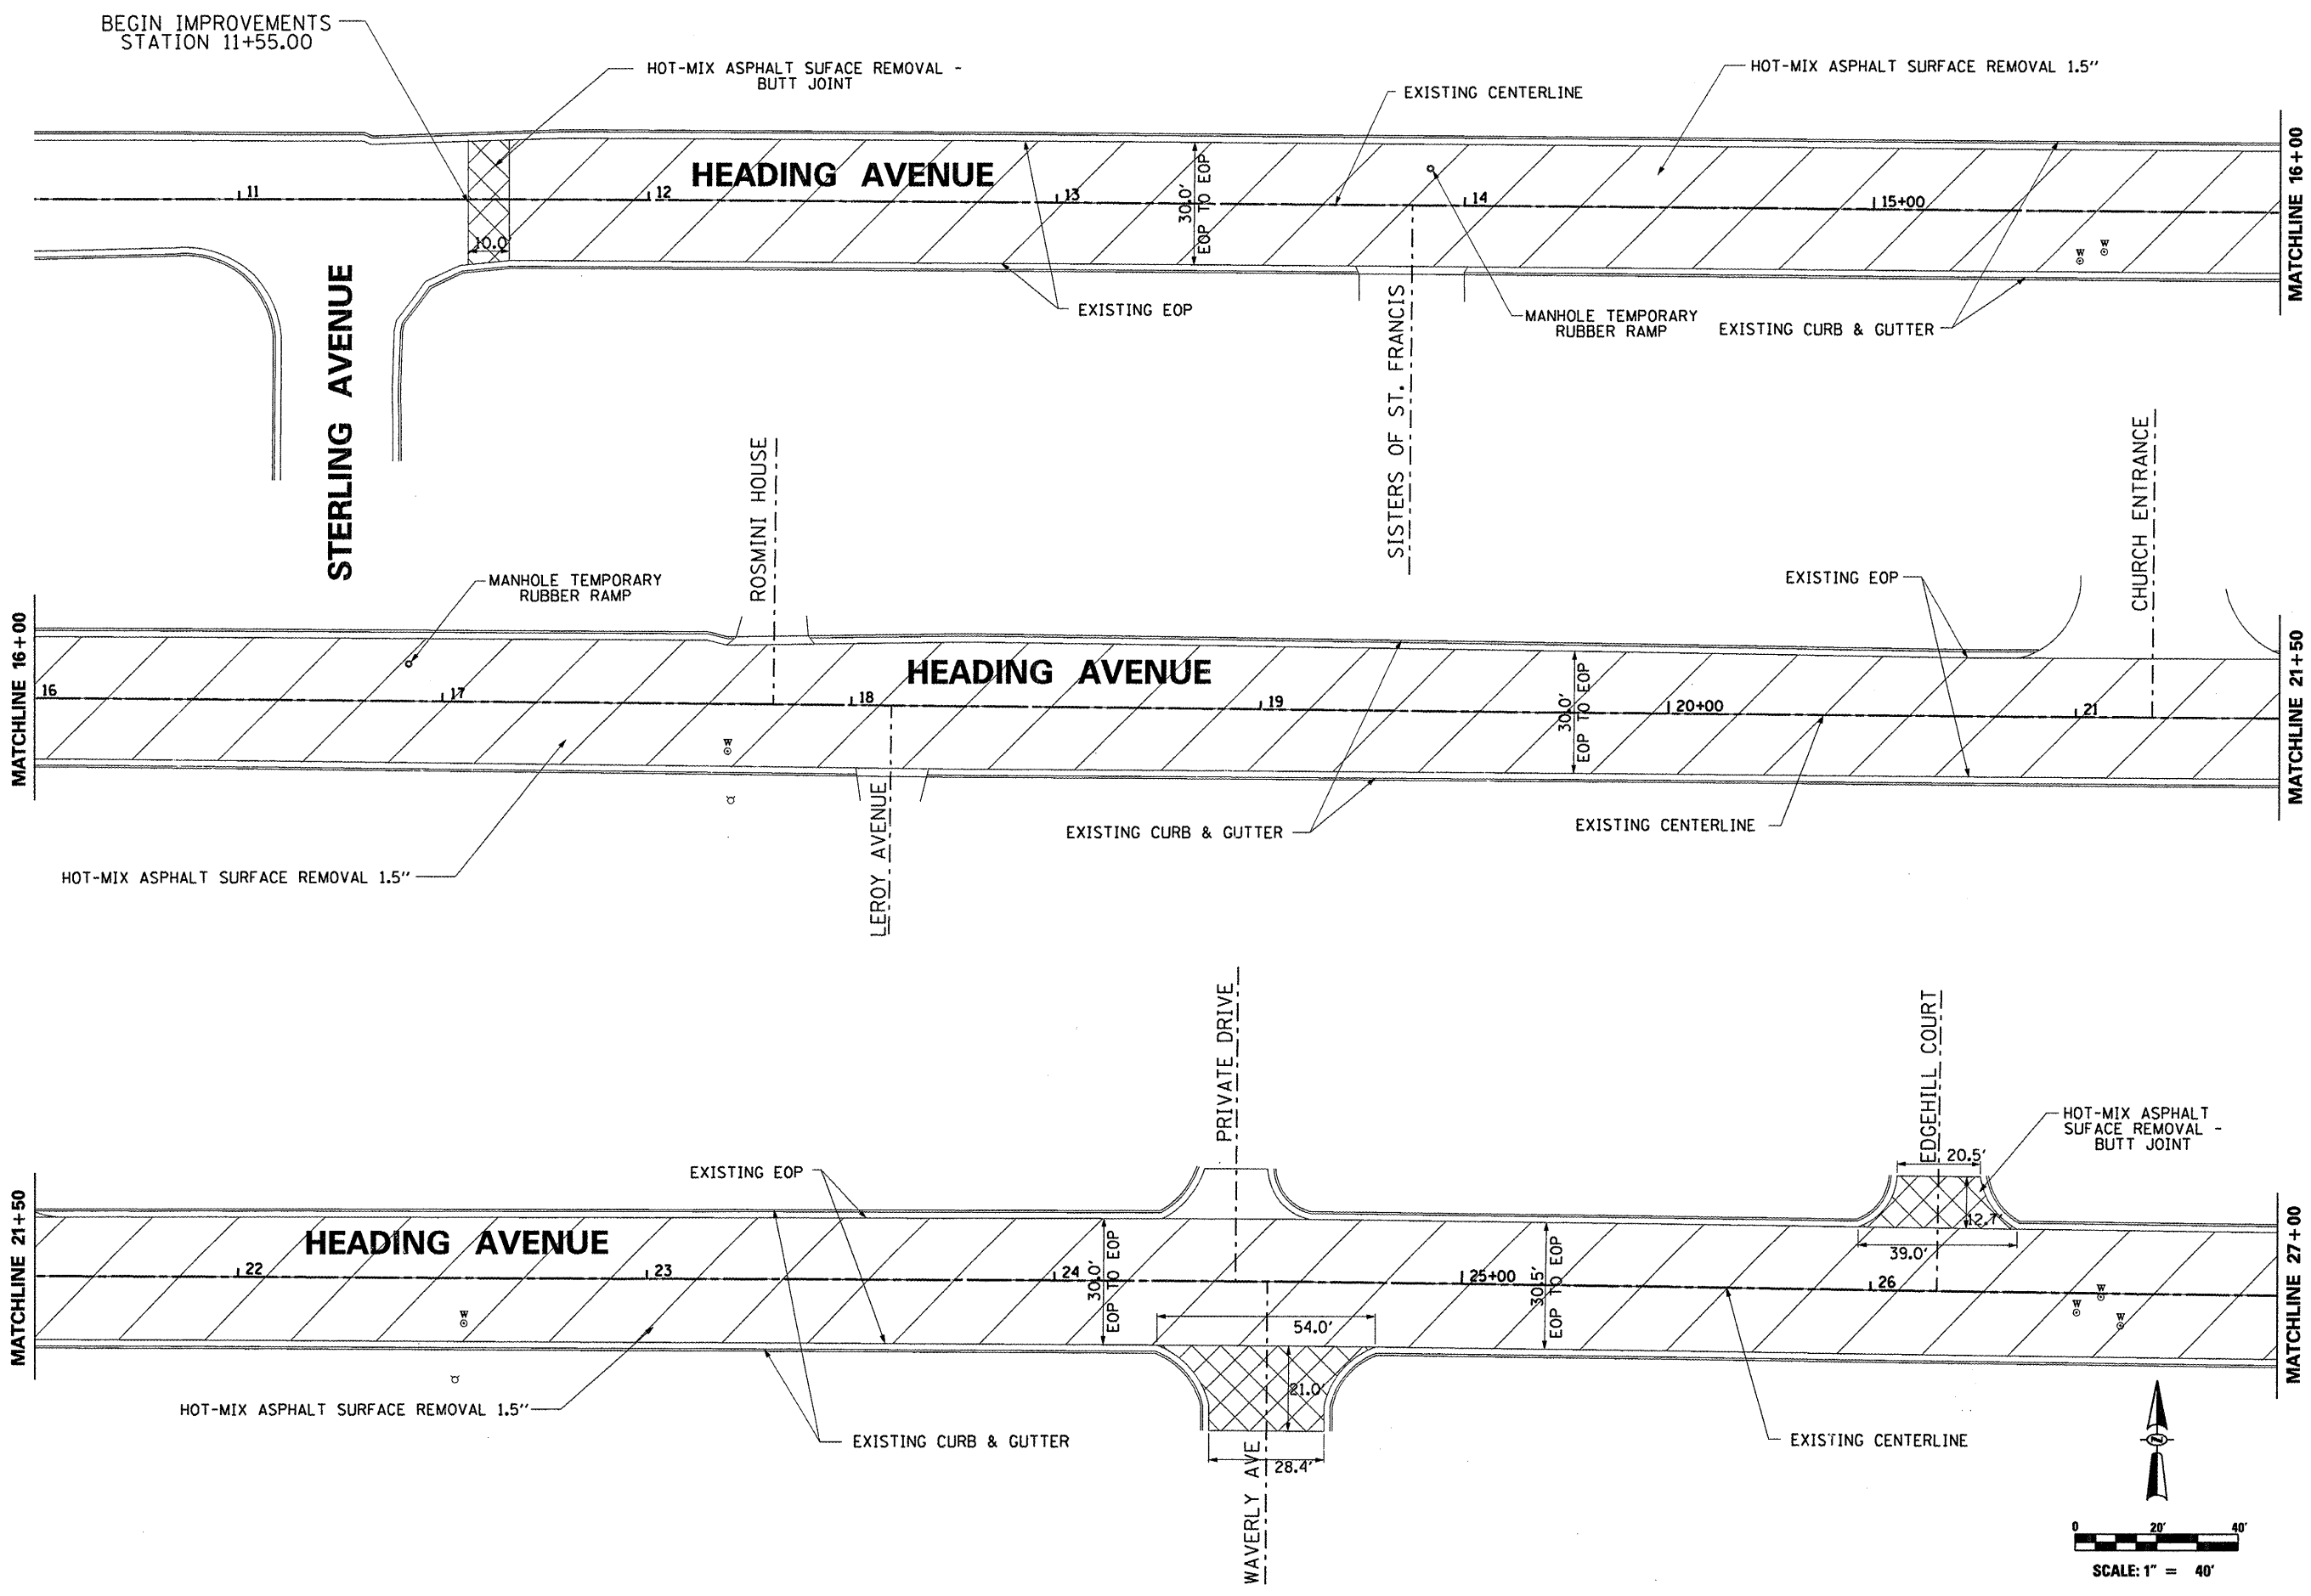 BEGIN IMPROVEMENTS
STATION 11+55.00
HOT-MIX ASPHALT SUFACE REMOVAL -
BUTT JOINT
EXISTING CENTERLINE
HOT-MIX ASPHALT SURFACE REMOVAL 1.5"
HEADING AVENUE
11
12
13
14
15+00
10.0'
30.0'
EOP TO EOP
W
W
MATCHLINE 16+00
STERLING AVENUE
EXISTING EOP
SISTERS OF ST. FRANCIS
MANHOLE TEMPORARY
RUBBER RAMP
EXISTING CURB & GUTTER
MATCHLINE 16+00
MANHOLE TEMPORARY
RUBBER RAMP
ROSMINI HOUSE
EXISTING EOP
CHURCH ENTRANCE
HEADING AVENUE
16
17
18
19
20+00
21
30.0'
EOP TO EOP
W
MATCHLINE 21+50
LEROY AVENUE
EXISTING CURB & GUTTER
EXISTING CENTERLINE
HOT-MIX ASPHALT SURFACE REMOVAL 1.5"
MATCHLINE 21+50
EXISTING EOP
PRIVATE DRIVE
EDGEHILL COURT
HOT-MIX ASPHALT
SUFACE REMOVAL -
BUTT JOINT
20.5'
12.7'
39.0'
HEADING AVENUE
22
23
24
25+00
26
30.0'
EOP TO EOP
30.5'
EOP TO EOP
W
W
W
W
54.0'
21.0'
28.4'
MATCHLINE 27+00
HOT-MIX ASPHALT SURFACE REMOVAL 1.5"
EXISTING CURB & GUTTER
WAVERLY AVE
EXISTING CENTERLINE
Z
0 20' 40'
SCALE: 1" = 40'